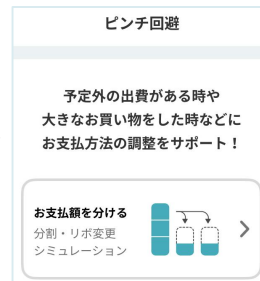 ピンチ回避
予定外の出費がある時や
大きなお買い物をした時などに
お支払方法の調整をサポート！
お支払額を分ける
分割・リボ変更
シミュレーション